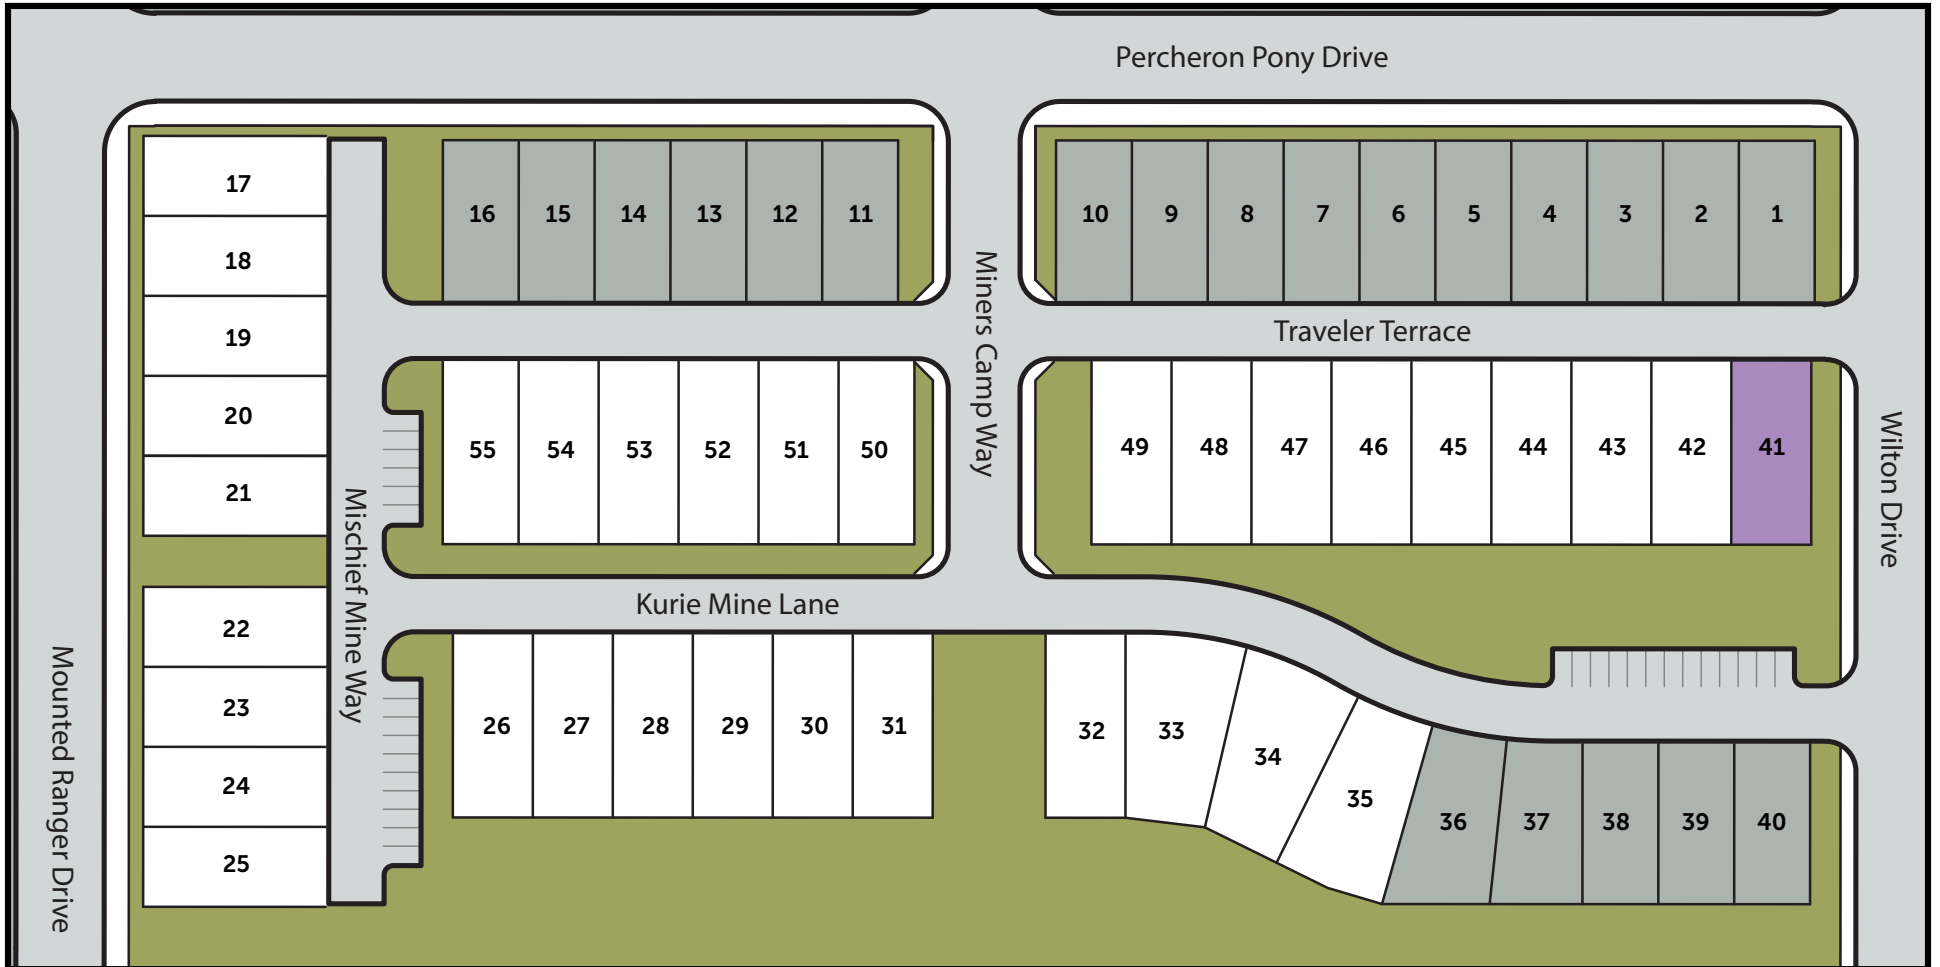 Percheron Pony Drive
17
16 15 14 13 12 11
10 9 8 7 6 5 4 3 2 1
18
19
Miners Camp Way
Traveler Terrace
20
21
55 54 53 52 51 50
49 48 47 46 45 44 43 42 41
Wilton Drive
Mischief Mine Way
Kurie Mine Lane
22
23
24
25
Mounted Ranger Drive
26 27 28 29 30 31
32 33 34 35 36 37 38 39 40